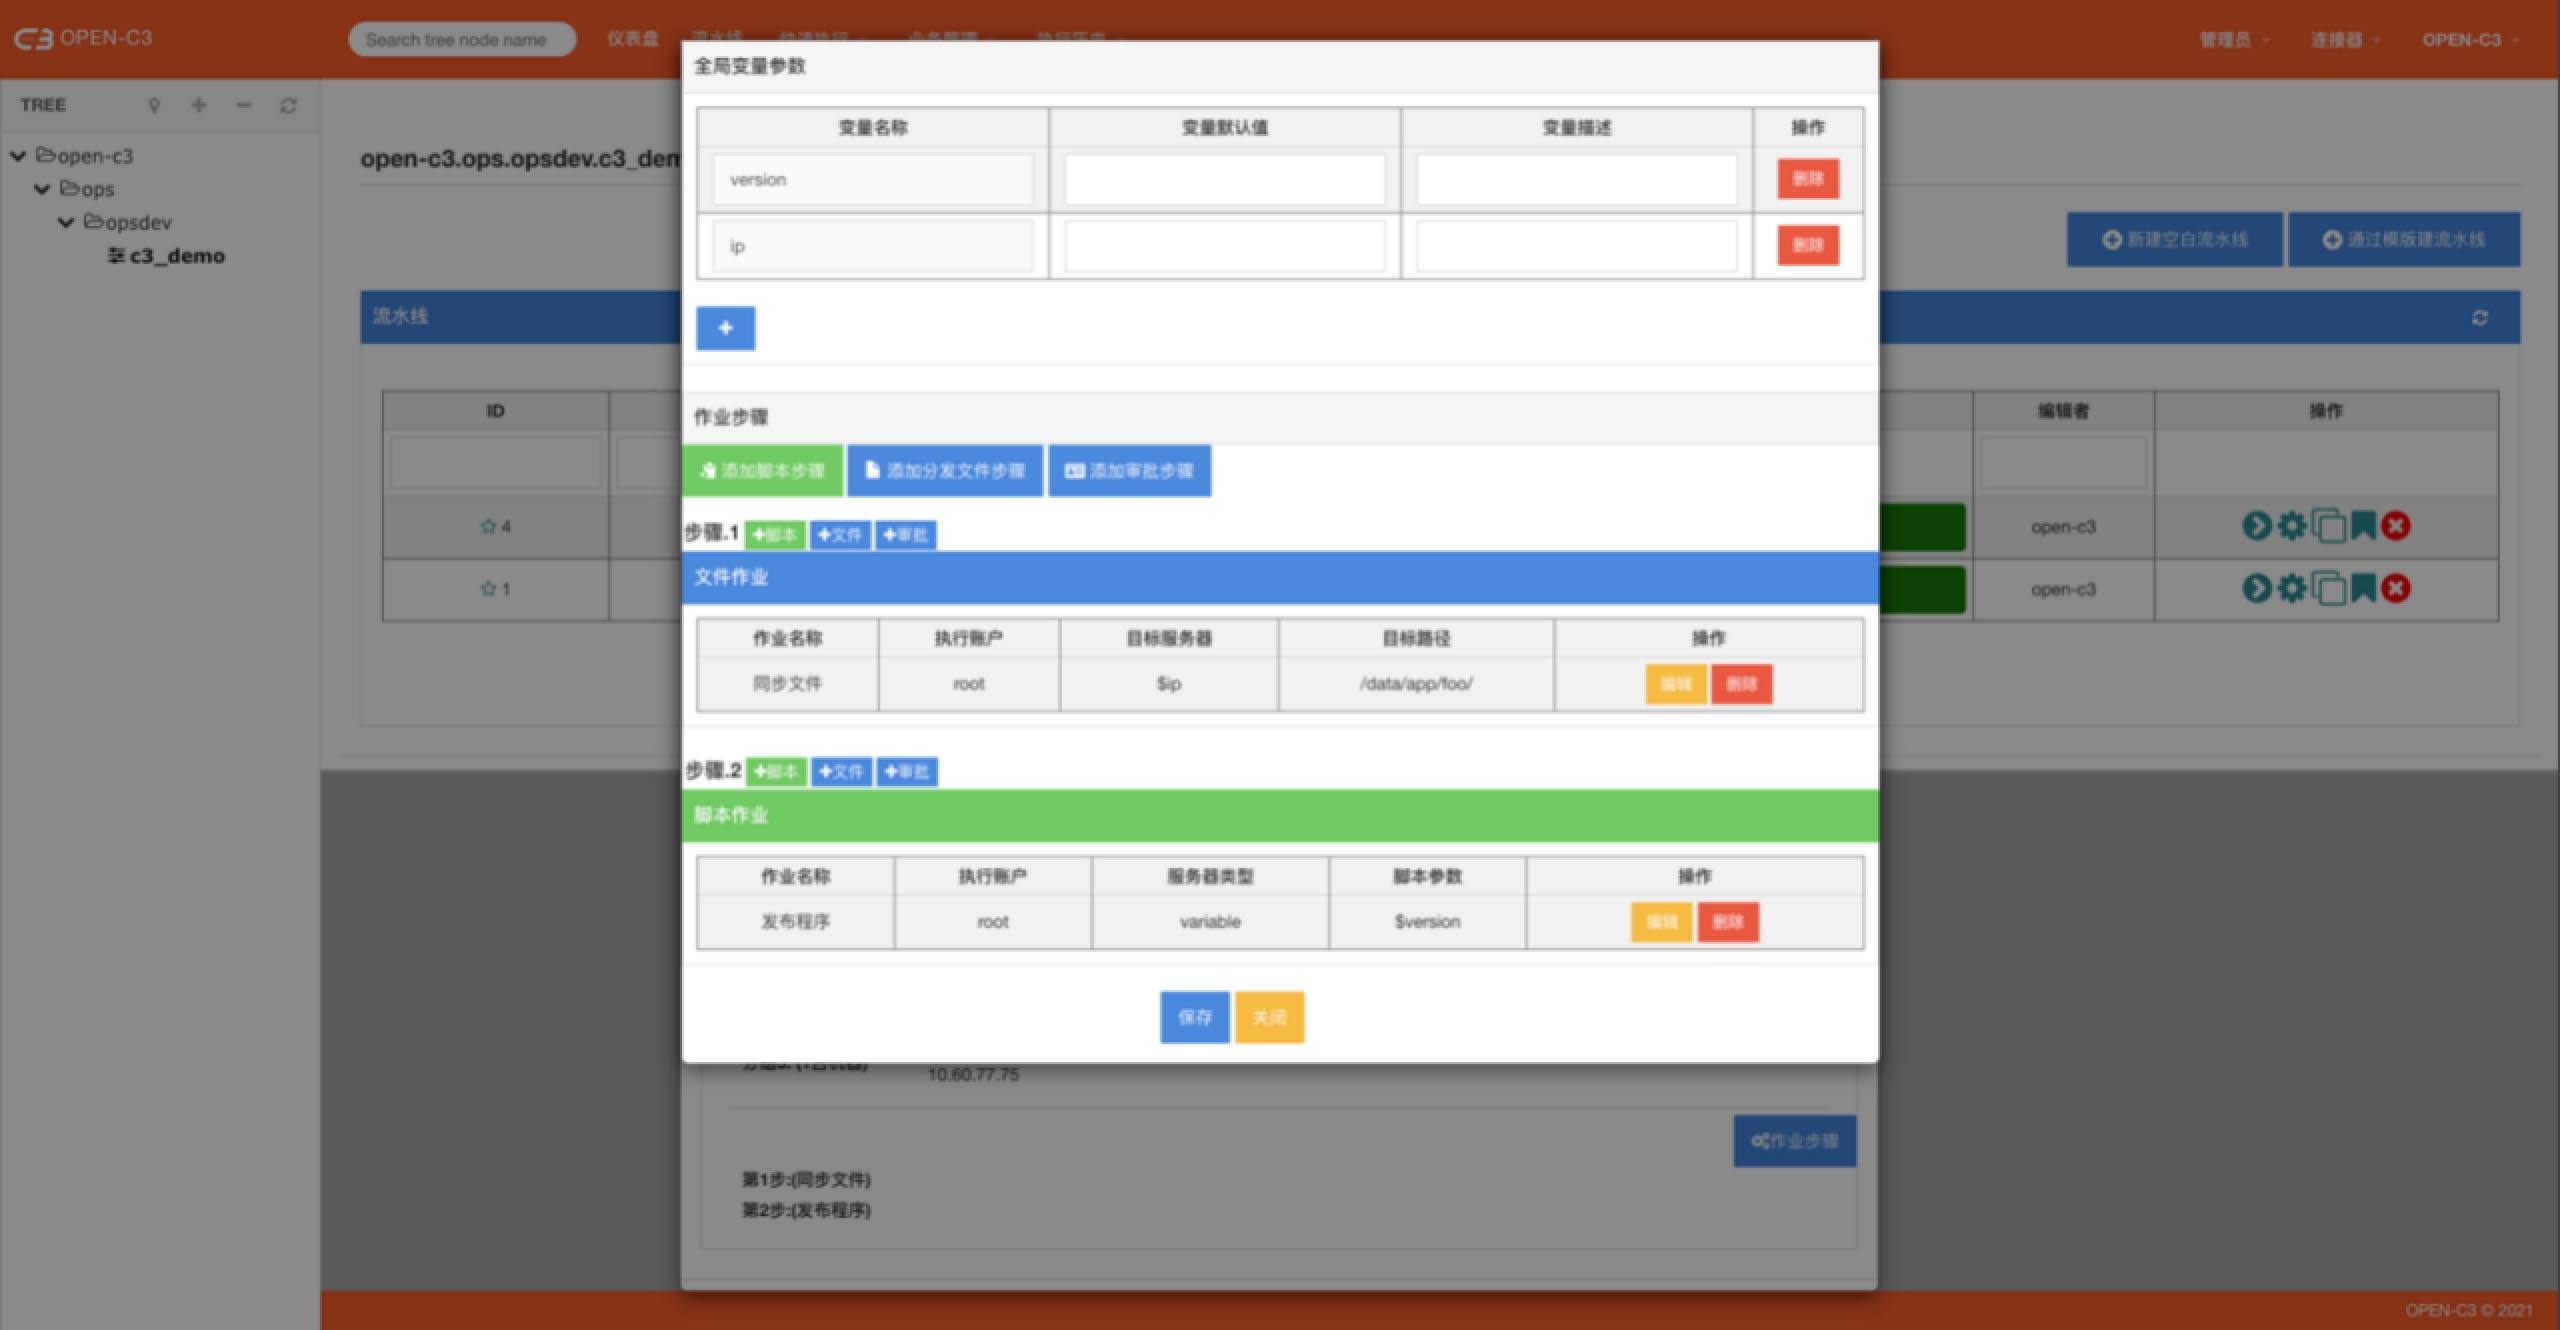 OPEN-C3
Search tree node name
仪表盘
管理员
连接器
OPEN-C3
TREE
open-c3
ops
opsdev
c3_demo
open-c3.ops.opsdev.c3_dem
新建空白流水线
通过模版建流水线
流水线
ID
编辑者
操作
4
open-c3
1
open-c3
全局变量参数
变量名称 变量默认值 变量描述 操作
version 删除
ip 删除
作业步骤
添加脚本步骤 添加分发文件步骤 添加审批步骤
步骤.1 脚本 文件 审批
文件作业
作业名称 执行账户 目标服务器 目标路径 操作
同步文件 root $ip /data/app/foo/ 编辑 删除
步骤.2 脚本 文件 审批
脚本作业
作业名称 执行账户 服务器类型 脚本参数 操作
发布程序 root variable $version 编辑 删除
保存 关闭
10.60.77.75
作业步骤
第1步:(同步文件)
第2步:(发布程序)
OPEN-C3 © 2021